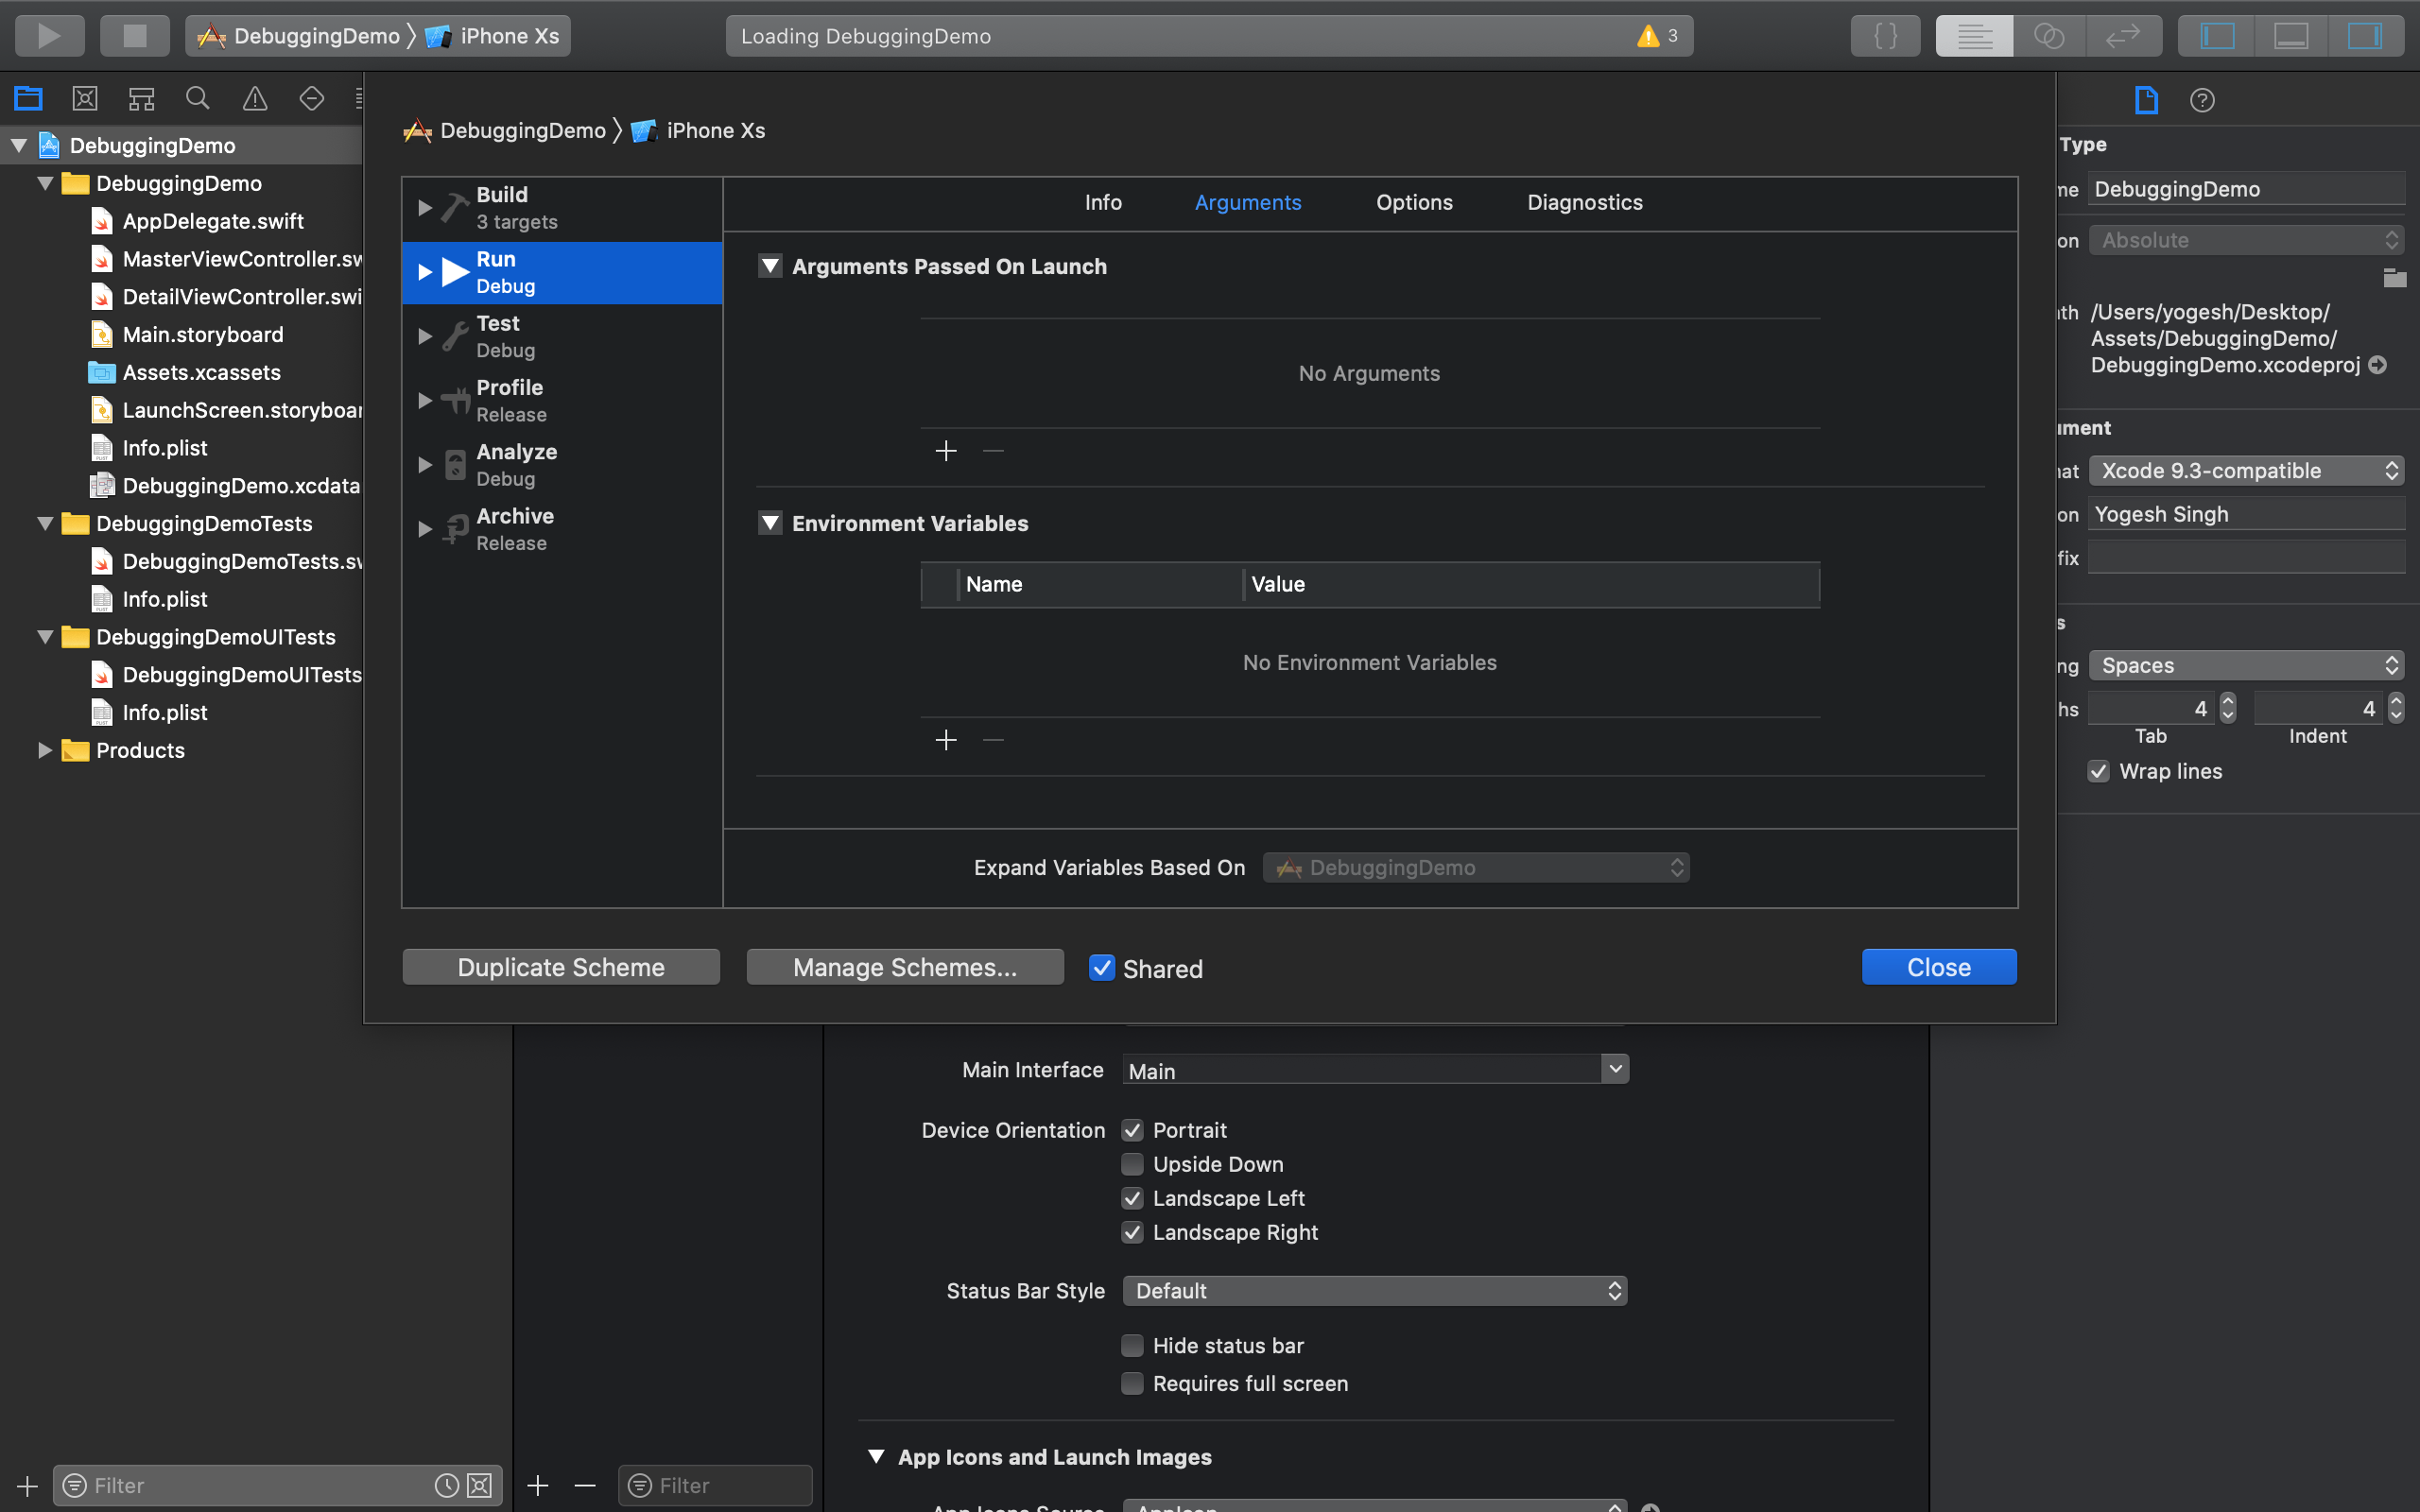 DebuggingDemo iPhone Xs
Loading DebuggingDemo 3
DebuggingDemo
DebuggingDemo
AppDelegate.swift
MasterViewController.sw
DetailViewController.swi
Main.storyboard
Assets.xcassets
LaunchScreen.storyboar
Info.plist
DebuggingDemo.xcdata
DebuggingDemoTests
DebuggingDemoTests.sw
Info.plist
DebuggingDemoUITests
DebuggingDemoUITests
Info.plist
Products
Filter
DebuggingDemo iPhone Xs
Build
3 targets
Run
Debug
Test
Debug
Profile
Release
Analyze
Debug
Archive
Release
Info Arguments Options Diagnostics
Arguments Passed On Launch
No Arguments
Environment Variables
Name Value
No Environment Variables
Expand Variables Based On DebuggingDemo
Duplicate Scheme Manage Schemes... Shared Close
Main Interface Main
Device Orientation Portrait
Upside Down
Landscape Left
Landscape Right
Status Bar Style Default
Hide status bar
Requires full screen
App Icons and Launch Images
App Icons Source AppIcon
Filter
Type
me DebuggingDemo
on Absolute
th /Users/yogesh/Desktop/
Assets/DebuggingDemo/
DebuggingDemo.xcodeproj
ument
at Xcode 9.3-compatible
on Yogesh Singh
fix
s
ng Spaces
hs 4 4
Tab Indent
Wrap lines